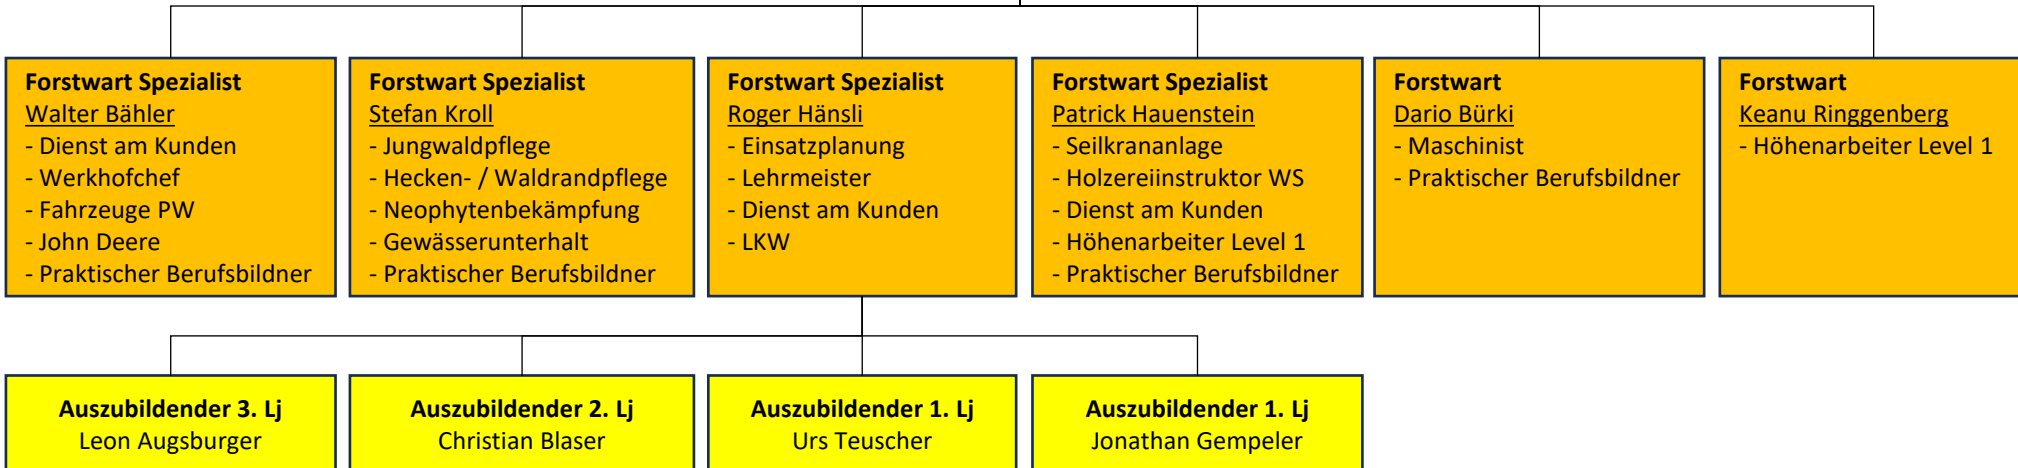 Forstwart Spezialist
Walter Bähler
- Dienst am Kunden
- Werkhofchef
- Fahrzeuge PW
- John Deere
- Praktischer Berufsbildner
Forstwart Spezialist
Stefan Kroll
- Jungwaldpflege
- Hecken- / Waldrandpflege
- Neophytenbekämpfung
- Gewässerunterhalt
- Praktischer Berufsbildner
Forstwart Spezialist
Roger Hänsli
- Einsatzplanung
- Lehrmeister
- Dienst am Kunden
- LKW
Forstwart Spezialist
Patrick Hauenstein
- Seilkrananlage
- Holzereiinstruktor WS
- Dienst am Kunden
- Höhenarbeiter Level 1
- Praktischer Berufsbildner
Forstwart
Dario Bürki
- Maschinist
- Praktischer Berufsbildner
Forstwart
Keanu Ringgenberg
- Höhenarbeiter Level 1
Auszubildender 3. Lj
Leon Augsburger
Auszubildender 2. Lj
Christian Blaser
Auszubildender 1. Lj
Urs Teuscher
Auszubildender 1. Lj
Jonathan Gempeler